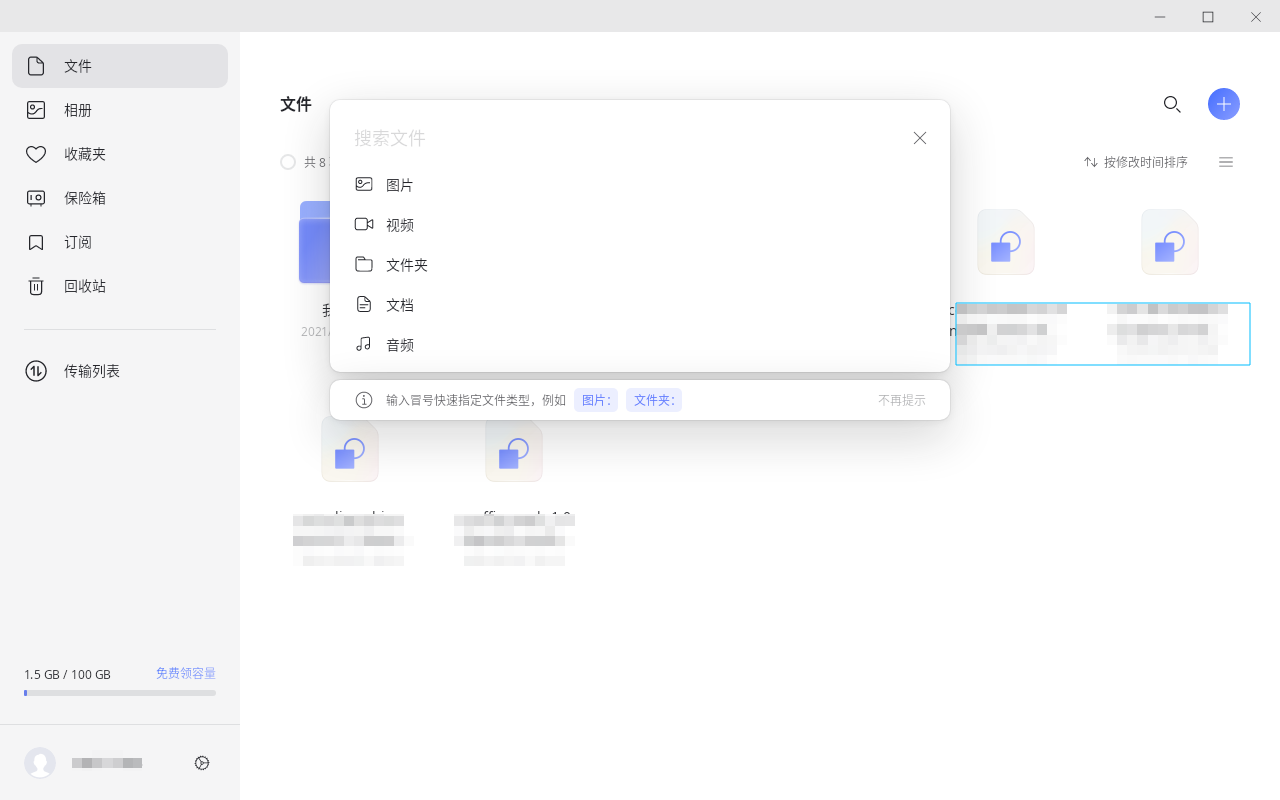 文件
相册
收藏夹
保险箱
订阅
回收站
传输列表
1.5 GB / 100 GB
免费领容量
文件
共 8
按修改时间排序
搜索文件
图片
视频
文件夹
文档
音频
输入冒号快速指定文件类型，例如 图片： 文件夹：
不再提示
2021/